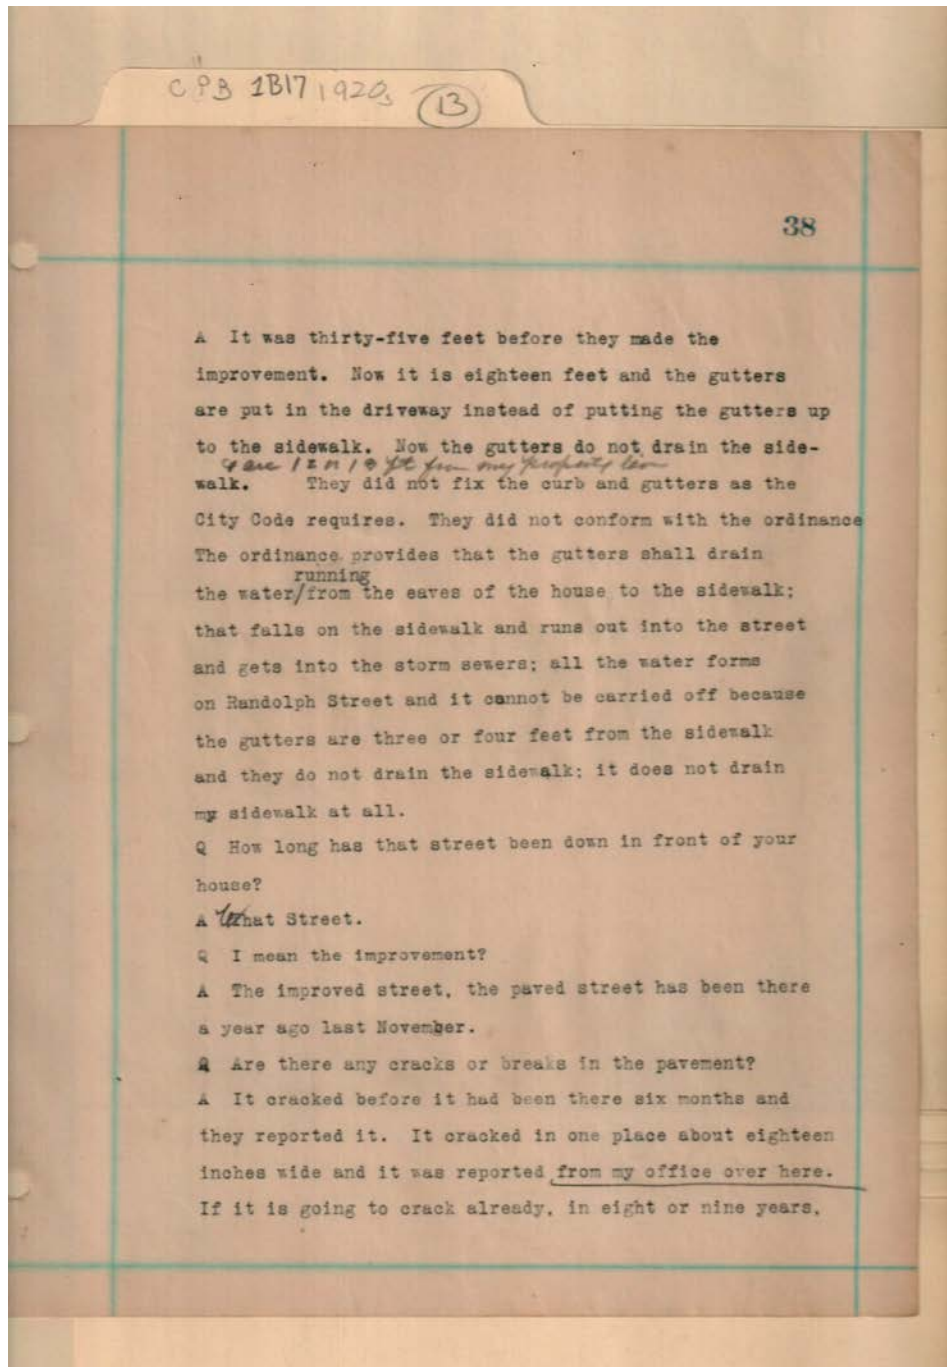 CPB 1B17 1920s 13
38
A It was thirty-five feet before they made the
improvement. Now it is eighteen feet and the gutters
are put in the driveway instead of putting the gutters up
to the sidewalk. Now the gutters do not drain the side-
& are 12 ft from my property line
walk. They did not fix the curb and gutters as the
City Code requires. They did not conform with the ordinance
The ordinance provides that the gutters shall drain
running
the water/from the eaves of the house to the sidewalk;
that falls on the sidewalk and runs out into the street
and gets into the storm sewers; all the water forms
on Randolph Street and it cannot be carried off because
the gutters are three or four feet from the sidewalk
and they do not drain the sidewalk; it does not drain
my sidewalk at all.
Q How long has that street been down in front of your
house?
A What Street.
Q I mean the improvement?
A The improved street, the paved street has been there
a year ago last November.
Q Are there any cracks or breaks in the pavement?
A It cracked before it had been there six months and
they reported it. It cracked in one place about eighteen
inches wide and it was reported from my office over here.
If it is going to crack already, in eight or nine years,